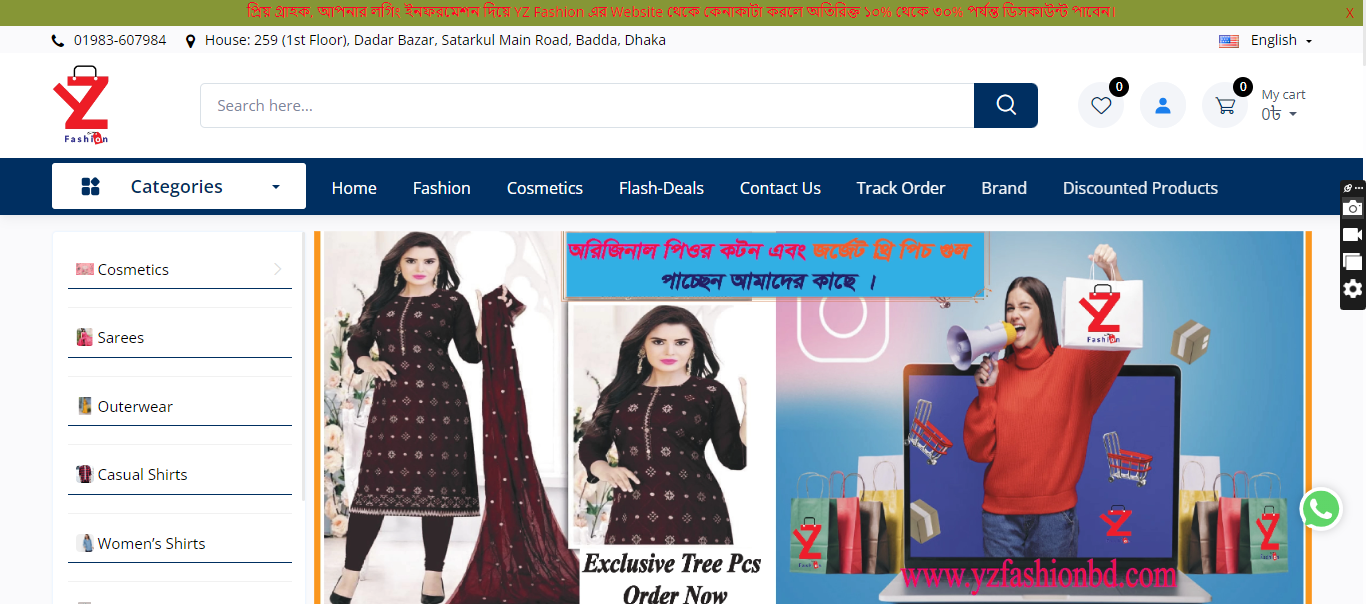 প্রিয় গ্রাহক, আপনার লগিং ইনফরমেশন দিয়ে YZ Fashion এর Website থেকে কেনাকাটা করলে অতিরিক্ত ১০% থেকে ৩০% পর্যন্ত ডিসকাউন্ট পাবেন।
X
01983-607984
House: 259 (1st Floor), Dadar Bazar, Satarkul Main Road, Badda, Dhaka
English
YZ
Fashion
Search here...
0
0
My cart
0৳
Categories
Home
Fashion
Cosmetics
Flash-Deals
Contact Us
Track Order
Brand
Discounted Products
Cosmetics
Sarees
Outerwear
Casual Shirts
Women’s Shirts
অরিজিনাল পিওর কটন এবং জর্জেট থ্রি পিচ গুল
পাচ্ছেন আমাদের কাছে ।
Exclusive Tree Pcs
Order Now
YZ
Fashion
YZ
YZ
YZ
www.yzfashionbd.com